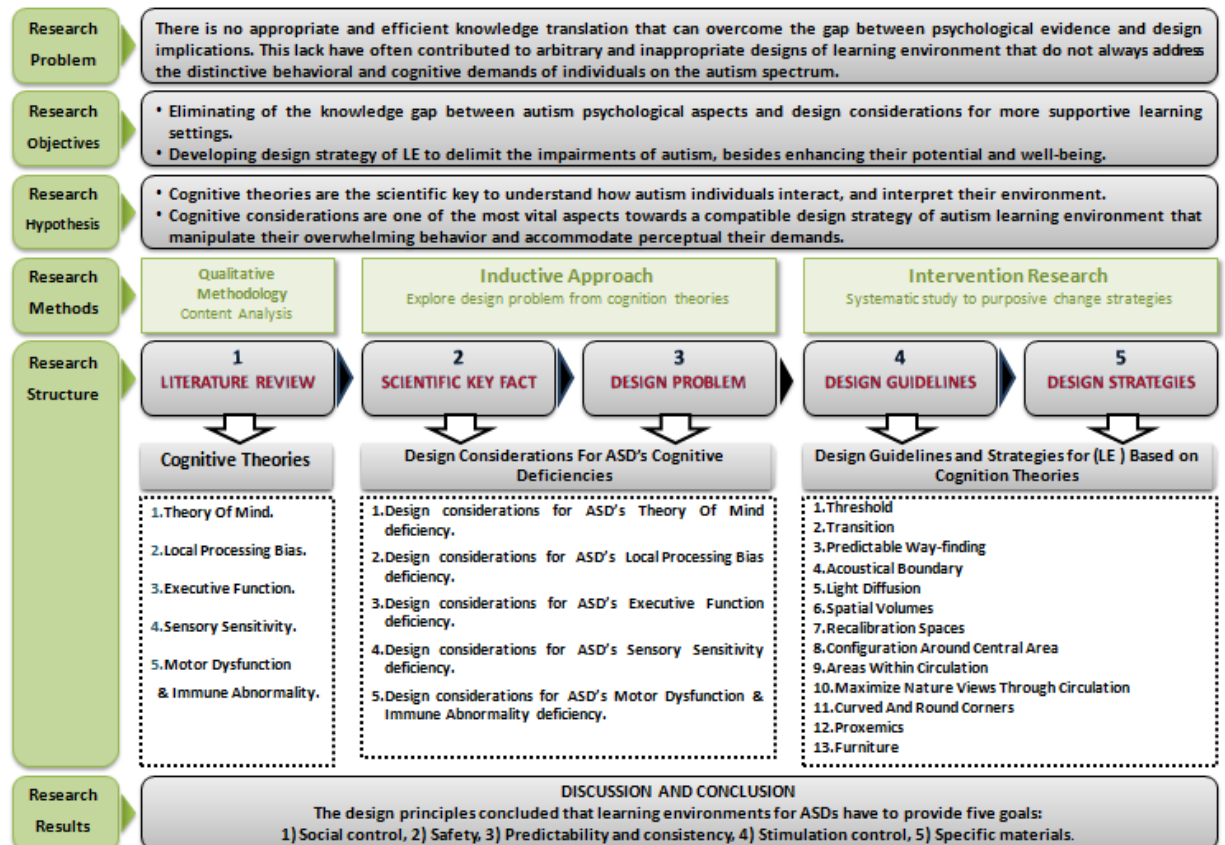 Research
Problem
There is no appropriate and efficient knowledge translation that can overcome the gap between psychological evidence and design
implications. This lack have often contributed to arbitrary and inappropriate designs of learning environment that do not always address
the distinctive behavioral and cognitive demands of individuals on the autism spectrum.
Research
Objectives
• Eliminating of the knowledge gap between autism psychological aspects and design considerations for more supportive learning
settings.
• Developing design strategy of LE to delimit the impairments of autism, besides enhancing their potential and well-being.
Research
Hypothesis
• Cognitive theories are the scientific key to understand how autism individuals interact, and interpret their environment.
• Cognitive considerations are one of the most vital aspects towards a compatible design strategy of autism learning environment that
manipulate their overwhelming behavior and accommodate perceptual their demands.
Research
Methods
Qualitative
Methodology
Content Analysis
Inductive Approach
Explore design problem from cognition theories
Intervention Research
Systematic study to purposive change strategies
Research
Structure
1
LITERATURE REVIEW
2
SCIENTIFIC KEY FACT
3
DESIGN PROBLEM
4
DESIGN GUIDELINES
5
DESIGN STRATEGIES
Cognitive Theories
1.Theory Of Mind.
2.Local Processing Bias.
3.Executive Function.
4.Sensory Sensitivity.
5.Motor Dysfunction
& Immune Abnormality.
Design Considerations For ASD's Cognitive
Deficiencies
1.Design considerations for ASD's Theory Of Mind
deficiency.
2.Design considerations for ASD's Local Processing Bias
deficiency.
3.Design considerations for ASD's Executive Function
deficiency.
4.Design considerations for ASD's Sensory Sensitivity
deficiency.
5.Design considerations for ASD's Motor Dysfunction &
Immune Abnormality deficiency.
Design Guidelines and Strategies for (LE ) Based on
Cognition Theories
1.Threshold
2.Transition
3.Predictable Way-finding
4.Acoustical Boundary
5.Light Diffusion
6.Spatial Volumes
7.Recalibration Spaces
8.Configuration Around Central Area
9.Areas Within Circulation
10.Maximize Nature Views Through Circulation
11.Curved And Round Corners
12.Proxemics
13.Furniture
Research
Results
DISCUSSION AND CONCLUSION
The design principles concluded that learning environments for ASDs have to provide five goals:
1) Social control, 2) Safety, 3) Predictability and consistency, 4) Stimulation control, 5) Specific materials.